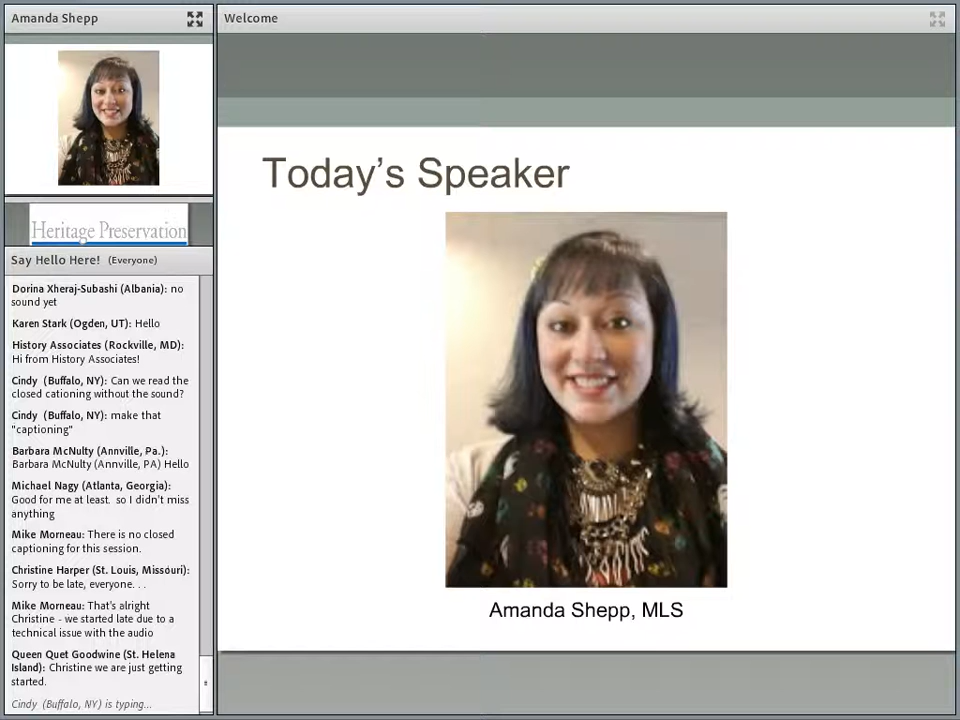 Amanda Shepp
Heritage Preservation
Say Hello Here! (Everyone)
Dorina Xheraj-Subashi (Albania): no
sound yet
Karen Stark (Ogden, UT): Hello
History Associates (Rockville, MD):
Hi from History Associates!
Cindy (Buffalo, NY): Can we read the
closed cationing without the sound?
Cindy (Buffalo, NY): make that
"captioning"
Barbara McNulty (Annville, Pa.):
Barbara McNulty (Annville, PA) Hello
Michael Nagy (Atlanta, Georgia):
Good for me at least. so I didn't miss
anything
Mike Morneau: There is no closed
captioning for this session.
Christine Harper (St. Louis, Missouri):
Sorry to be late, everyone. . .
Mike Morneau: That's alright
Christine - we started late due to a
technical issue with the audio
Queen Quet Goodwine (St. Helena
Island): Christine we are just getting
started.
Cindy (Buffalo, NY) is typing...
Welcome
Today's Speaker
Amanda Shepp, MLS